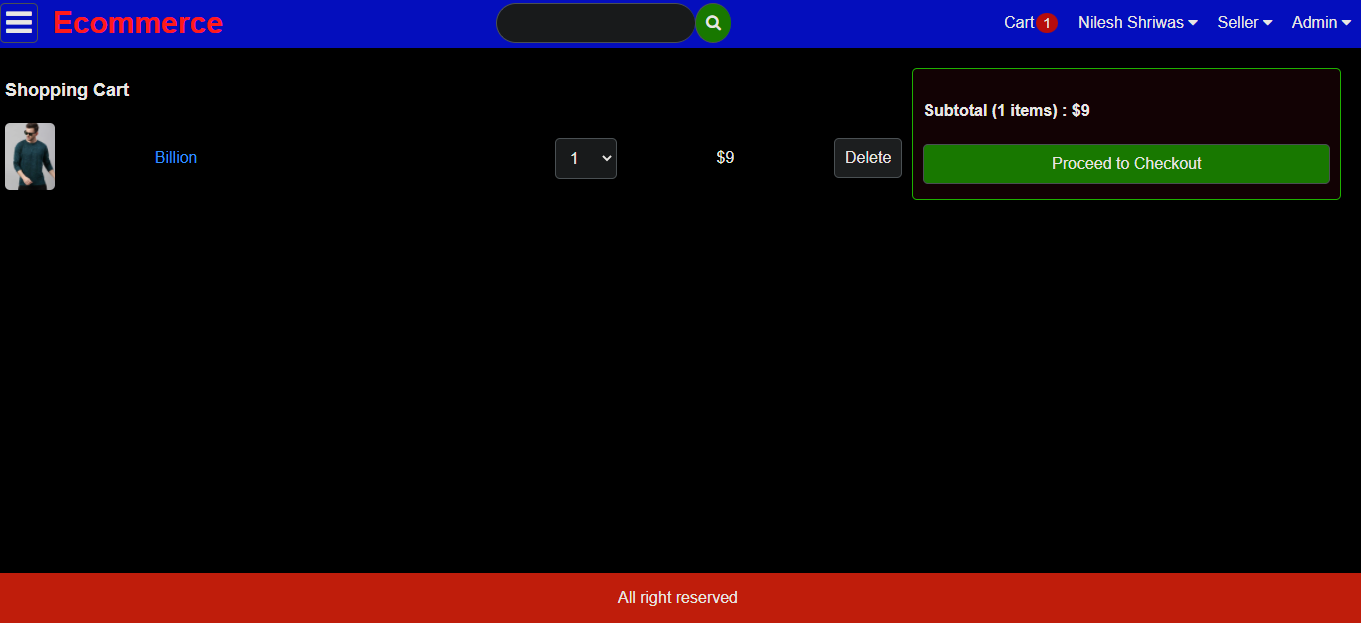 Ecommerce
Cart 1 Nilesh Shriwas Seller Admin
Shopping Cart
Subtotal (1 items) : $9
Billion 1 $9 Delete
Proceed to Checkout
All right reserved